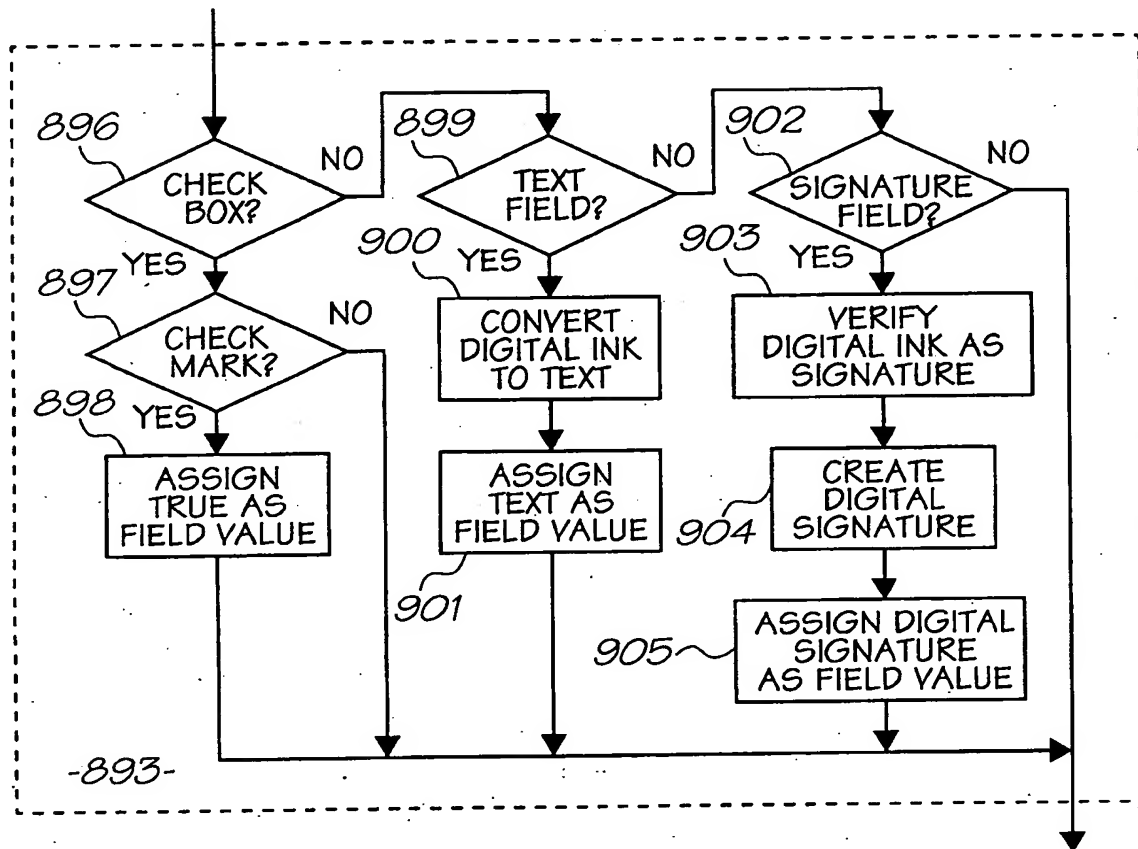 896
CHECK
BOX?
NO
YES
897
CHECK
MARK?
NO
YES
898
ASSIGN
TRUE AS
FIELD VALUE
899
TEXT
FIELD?
NO
YES
900
CONVERT
DIGITAL INK
TO TEXT
ASSIGN
TEXT AS
FIELD VALUE
901
902
SIGNATURE
FIELD?
NO
YES
903
VERIFY
DIGITAL INK AS
SIGNATURE
CREATE
DIGITAL
SIGNATURE
904
ASSIGN DIGITAL
SIGNATURE
AS FIELD VALUE
905
-893-